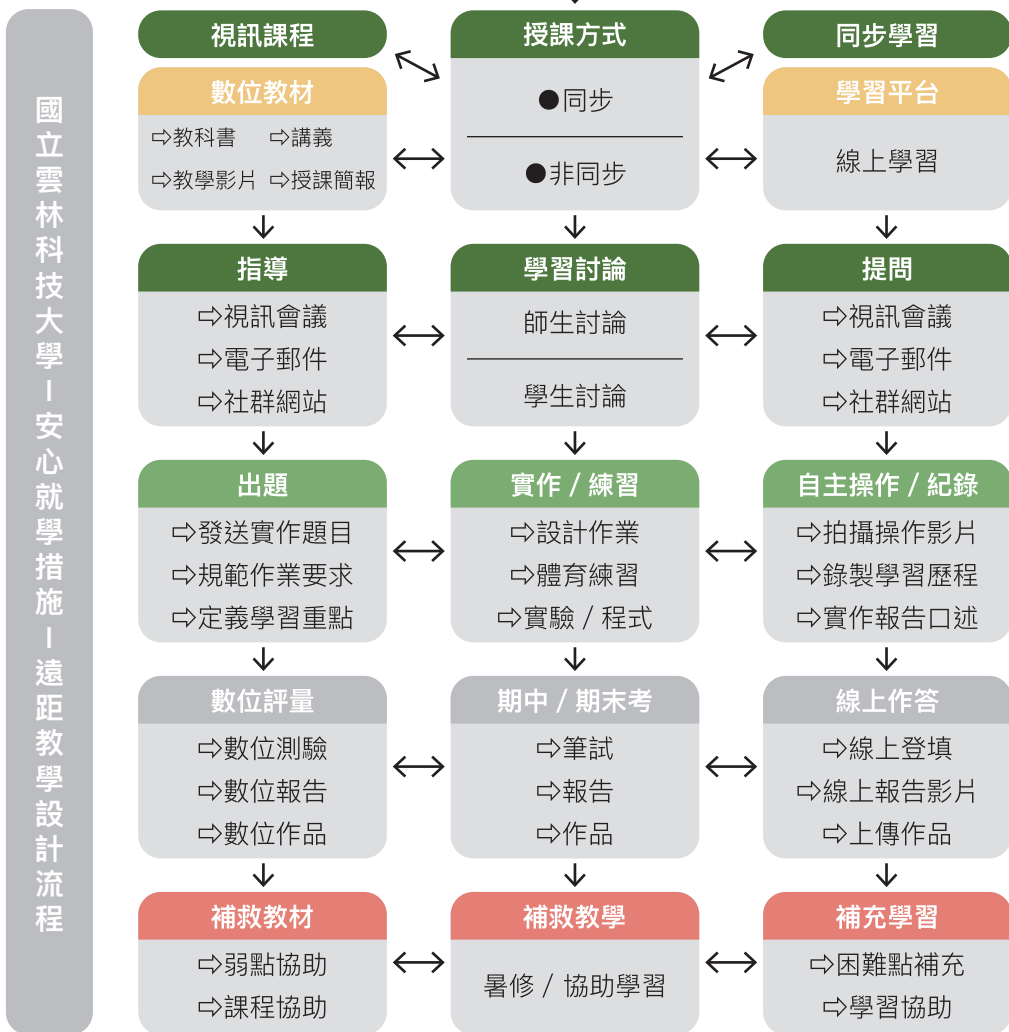 國立雲林科技大學－安心就學措施－遠距教學設計流程
視訊課程
授課方式
同步學習
數位教材
⇨教科書 ⇨講義
⇨教學影片 ⇨授課簡報
●同步
●非同步
學習平台
線上學習
指導
⇨視訊會議
⇨電子郵件
⇨社群網站
學習討論
師生討論
學生討論
提問
⇨視訊會議
⇨電子郵件
⇨社群網站
出題
⇨發送實作題目
⇨規範作業要求
⇨定義學習重點
實作 / 練習
⇨設計作業
⇨體育練習
⇨實驗 / 程式
自主操作 / 紀錄
⇨拍攝操作影片
⇨錄製學習歷程
⇨實作報告口述
數位評量
⇨數位測驗
⇨數位報告
⇨數位作品
期中 / 期末考
⇨筆試
⇨報告
⇨作品
線上作答
⇨線上登填
⇨線上報告影片
⇨上傳作品
補救教材
⇨弱點協助
⇨課程協助
補救教學
暑修 / 協助學習
補充學習
⇨困難點補充
⇨學習協助